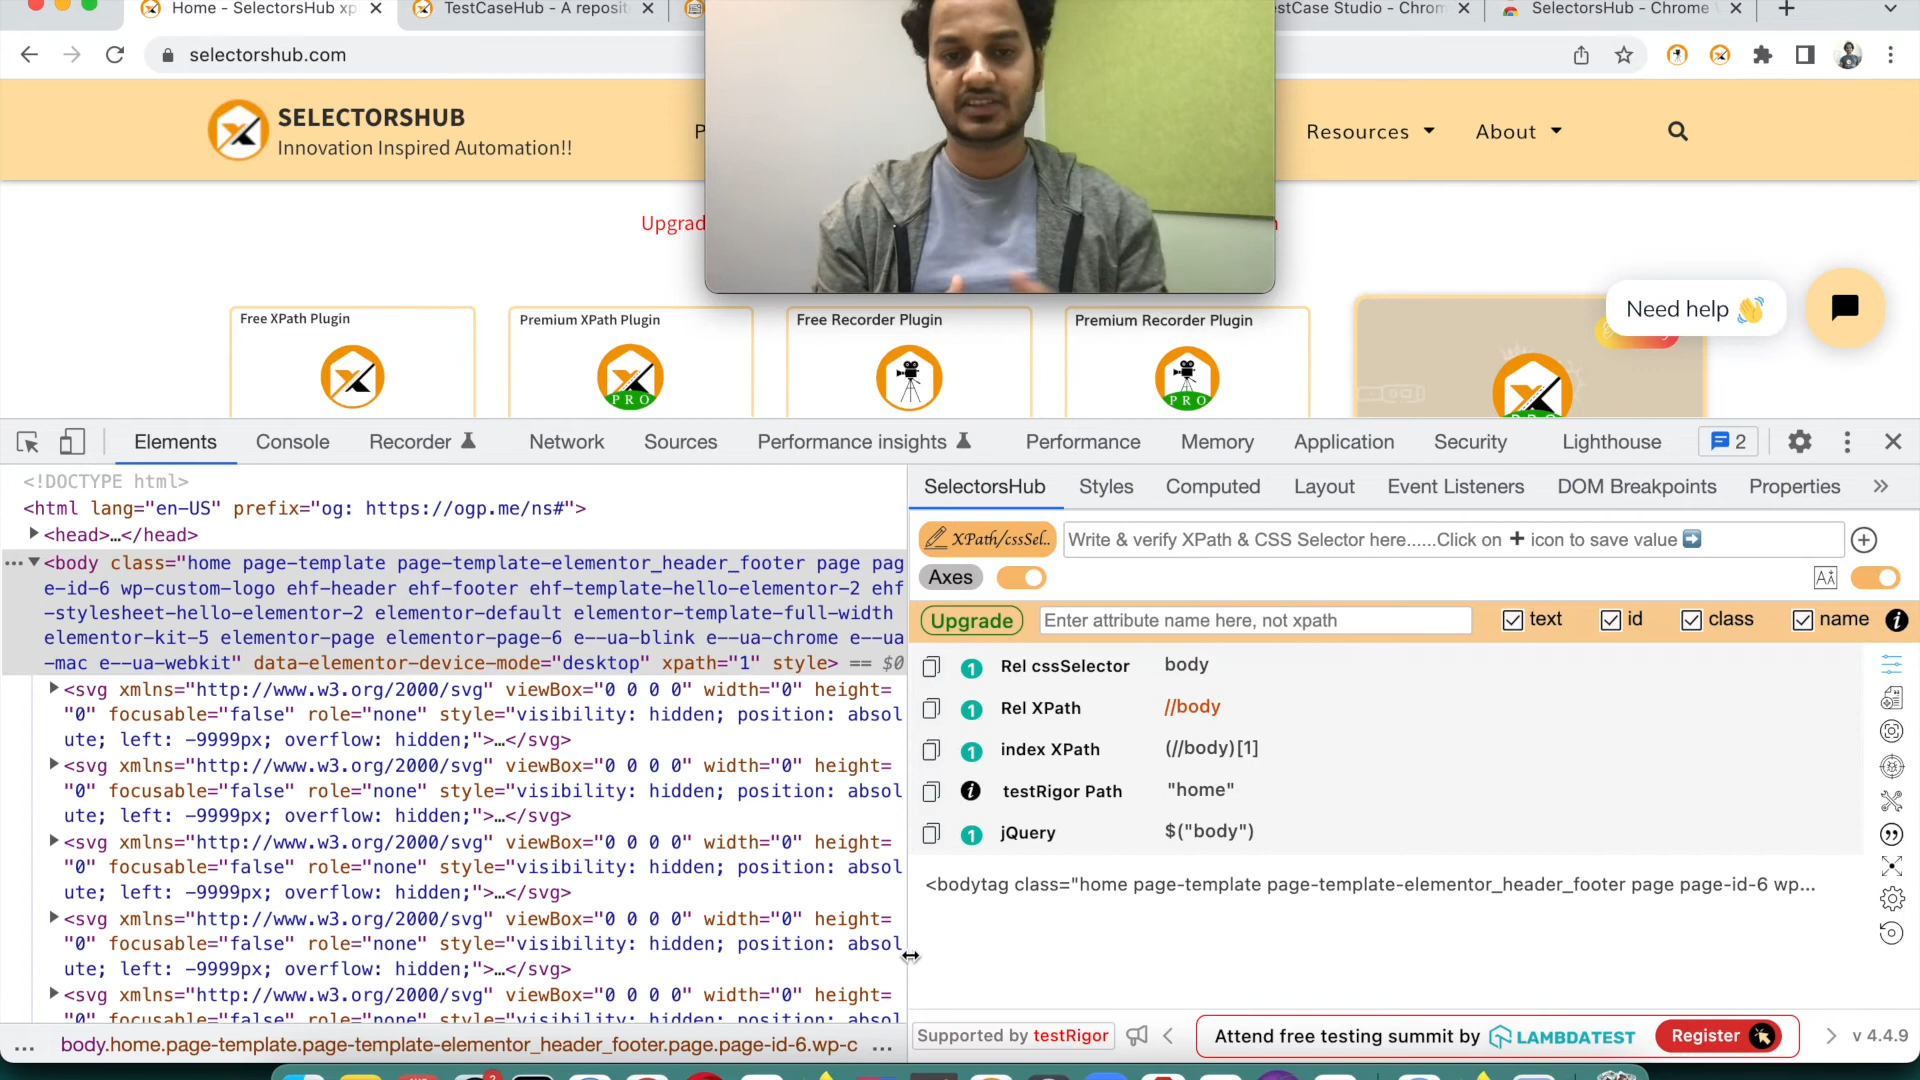 Home - SelectorsHub xp
TestCaseHub - A reposit
stCase Studio - Chrom
SelectorsHub - Chrome
selectorshub.com
SELECTORSHUB
Innovation Inspired Automation!!
P
Resources
About
Upgrad
Need help 👋
Free XPath Plugin
Premium XPath Plugin
Free Recorder Plugin
Premium Recorder Plugin
PRO
PRO
Elements
Console
Recorder
Network
Sources
Performance insights
Performance
Memory
Application
Security
Lighthouse
2
<!DOCTYPE html>
<html lang="en-US" prefix="og: https://ogp.me/ns#">
<head>…</head>
<body class="home page-template page-template-elementor_header_footer page pag
e-id-6 wp-custom-logo ehf-header ehf-footer ehf-template-hello-elementor-2 ehf
-stylesheet-hello-elementor-2 elementor-default elementor-template-full-width
elementor-kit-5 elementor-page elementor-page-6 e--ua-blink e--ua-chrome e--ua
-mac e--ua-webkit" data-elementor-device-mode="desktop" xpath="1" style> == $0
<svg xmlns="http://www.w3.org/2000/svg" viewBox="0 0 0 0" width="0" height=
"0" focusable="false" role="none" style="visibility: hidden; position: absol
ute; left: -9999px; overflow: hidden;">…</svg>
<svg xmlns="http://www.w3.org/2000/svg" viewBox="0 0 0 0" width="0" height=
"0" focusable="false" role="none" style="visibility: hidden; position: absol
ute; left: -9999px; overflow: hidden;">…</svg>
<svg xmlns="http://www.w3.org/2000/svg" viewBox="0 0 0 0" width="0" height=
"0" focusable="false" role="none" style="visibility: hidden; position: absol
ute; left: -9999px; overflow: hidden;">…</svg>
<svg xmlns="http://www.w3.org/2000/svg" viewBox="0 0 0 0" width="0" height=
"0" focusable="false" role="none" style="visibility: hidden; position: absol
ute; left: -9999px; overflow: hidden;">…</svg>
<svg xmlns="http://www.w3.org/2000/svg" viewBox="0 0 0 0" width="0" height=
"0" focusable="false" role="none" style="visibility: hidden; position: absol
... body.home.page-template.page-template-elementor_header_footer.page.page-id-6.wp-c ...
SelectorsHub
Styles
Computed
Layout
Event Listeners
DOM Breakpoints
Properties
XPath/cssSel..
Write & verify XPath & CSS Selector here......Click on + icon to save value ➡
Axes
Upgrade
Enter attribute name here, not xpath
text
id
class
name
1 Rel cssSelector body
1 Rel XPath //body
1 index XPath (//body)[1]
testRigor Path "home"
1 jQuery $("body")
<bodytag class="home page-template page-template-elementor_header_footer page page-id-6 wp...
Supported by testRigor
Attend free testing summit by LAMBDATEST
Register
v 4.4.9